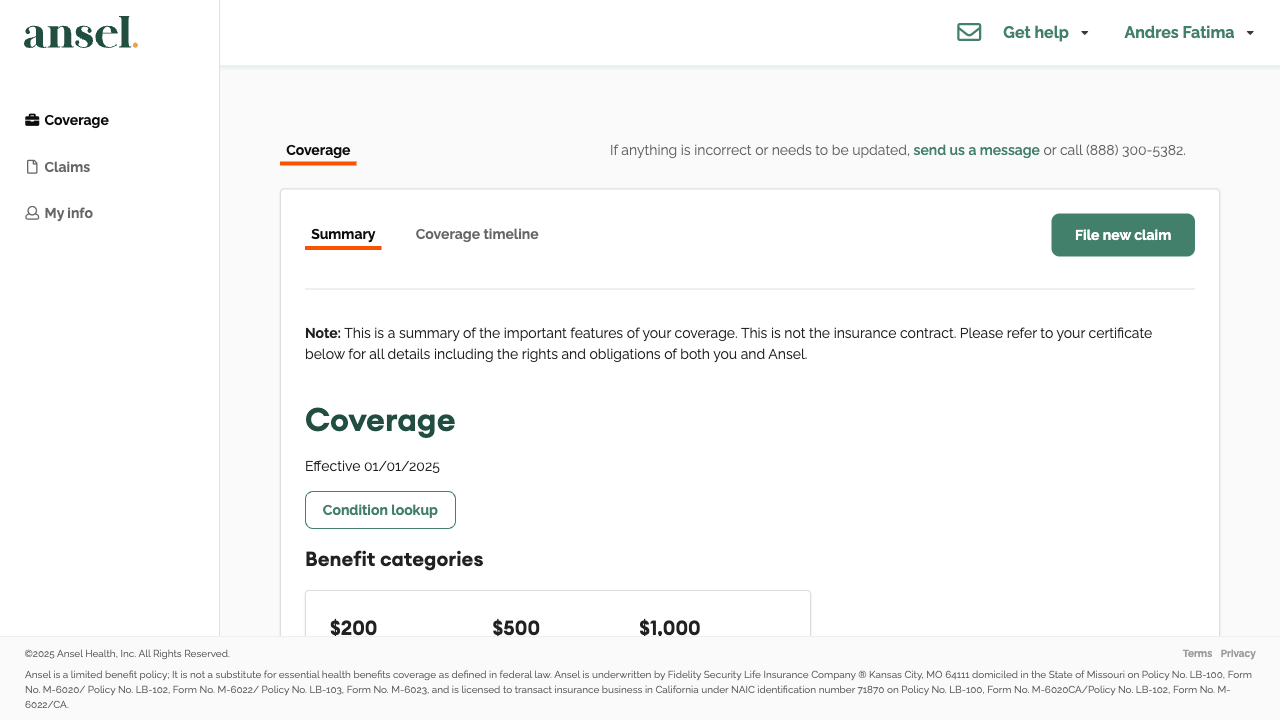 ansel.
Get help
Andres Fatima
Coverage
Claims
My info
Coverage
If anything is incorrect or needs to be updated, send us a message or call (888) 300-5382.
Summary
Coverage timeline
File new claim
Note: This is a summary of the important features of your coverage. This is not the insurance contract. Please refer to your certificate
below for all details including the rights and obligations of both you and Ansel.
Coverage
Effective 01/01/2025
Condition lookup
Benefit categories
$200
$500
$1,000
©2025 Ansel Health, Inc. All Rights Reserved.
Terms
Privacy
Ansel is a limited benefit policy; It is not a substitute for essential health benefits coverage as defined in federal law. Ansel is underwritten by Fidelity Security Life Insurance Company ® Kansas City, MO 64111 domiciled in the State of Missouri on Policy No. LB-100, Form
No. M-6020/ Policy No. LB-102, Form No. M-6022/ Policy No. LB-103, Form No. M-6023, and is licensed to transact insurance business in California under NAIC identification number 71870 on Policy No. LB-100, Form No. M-6020CA/Policy No. LB-102, Form No. M-
6022/CA.